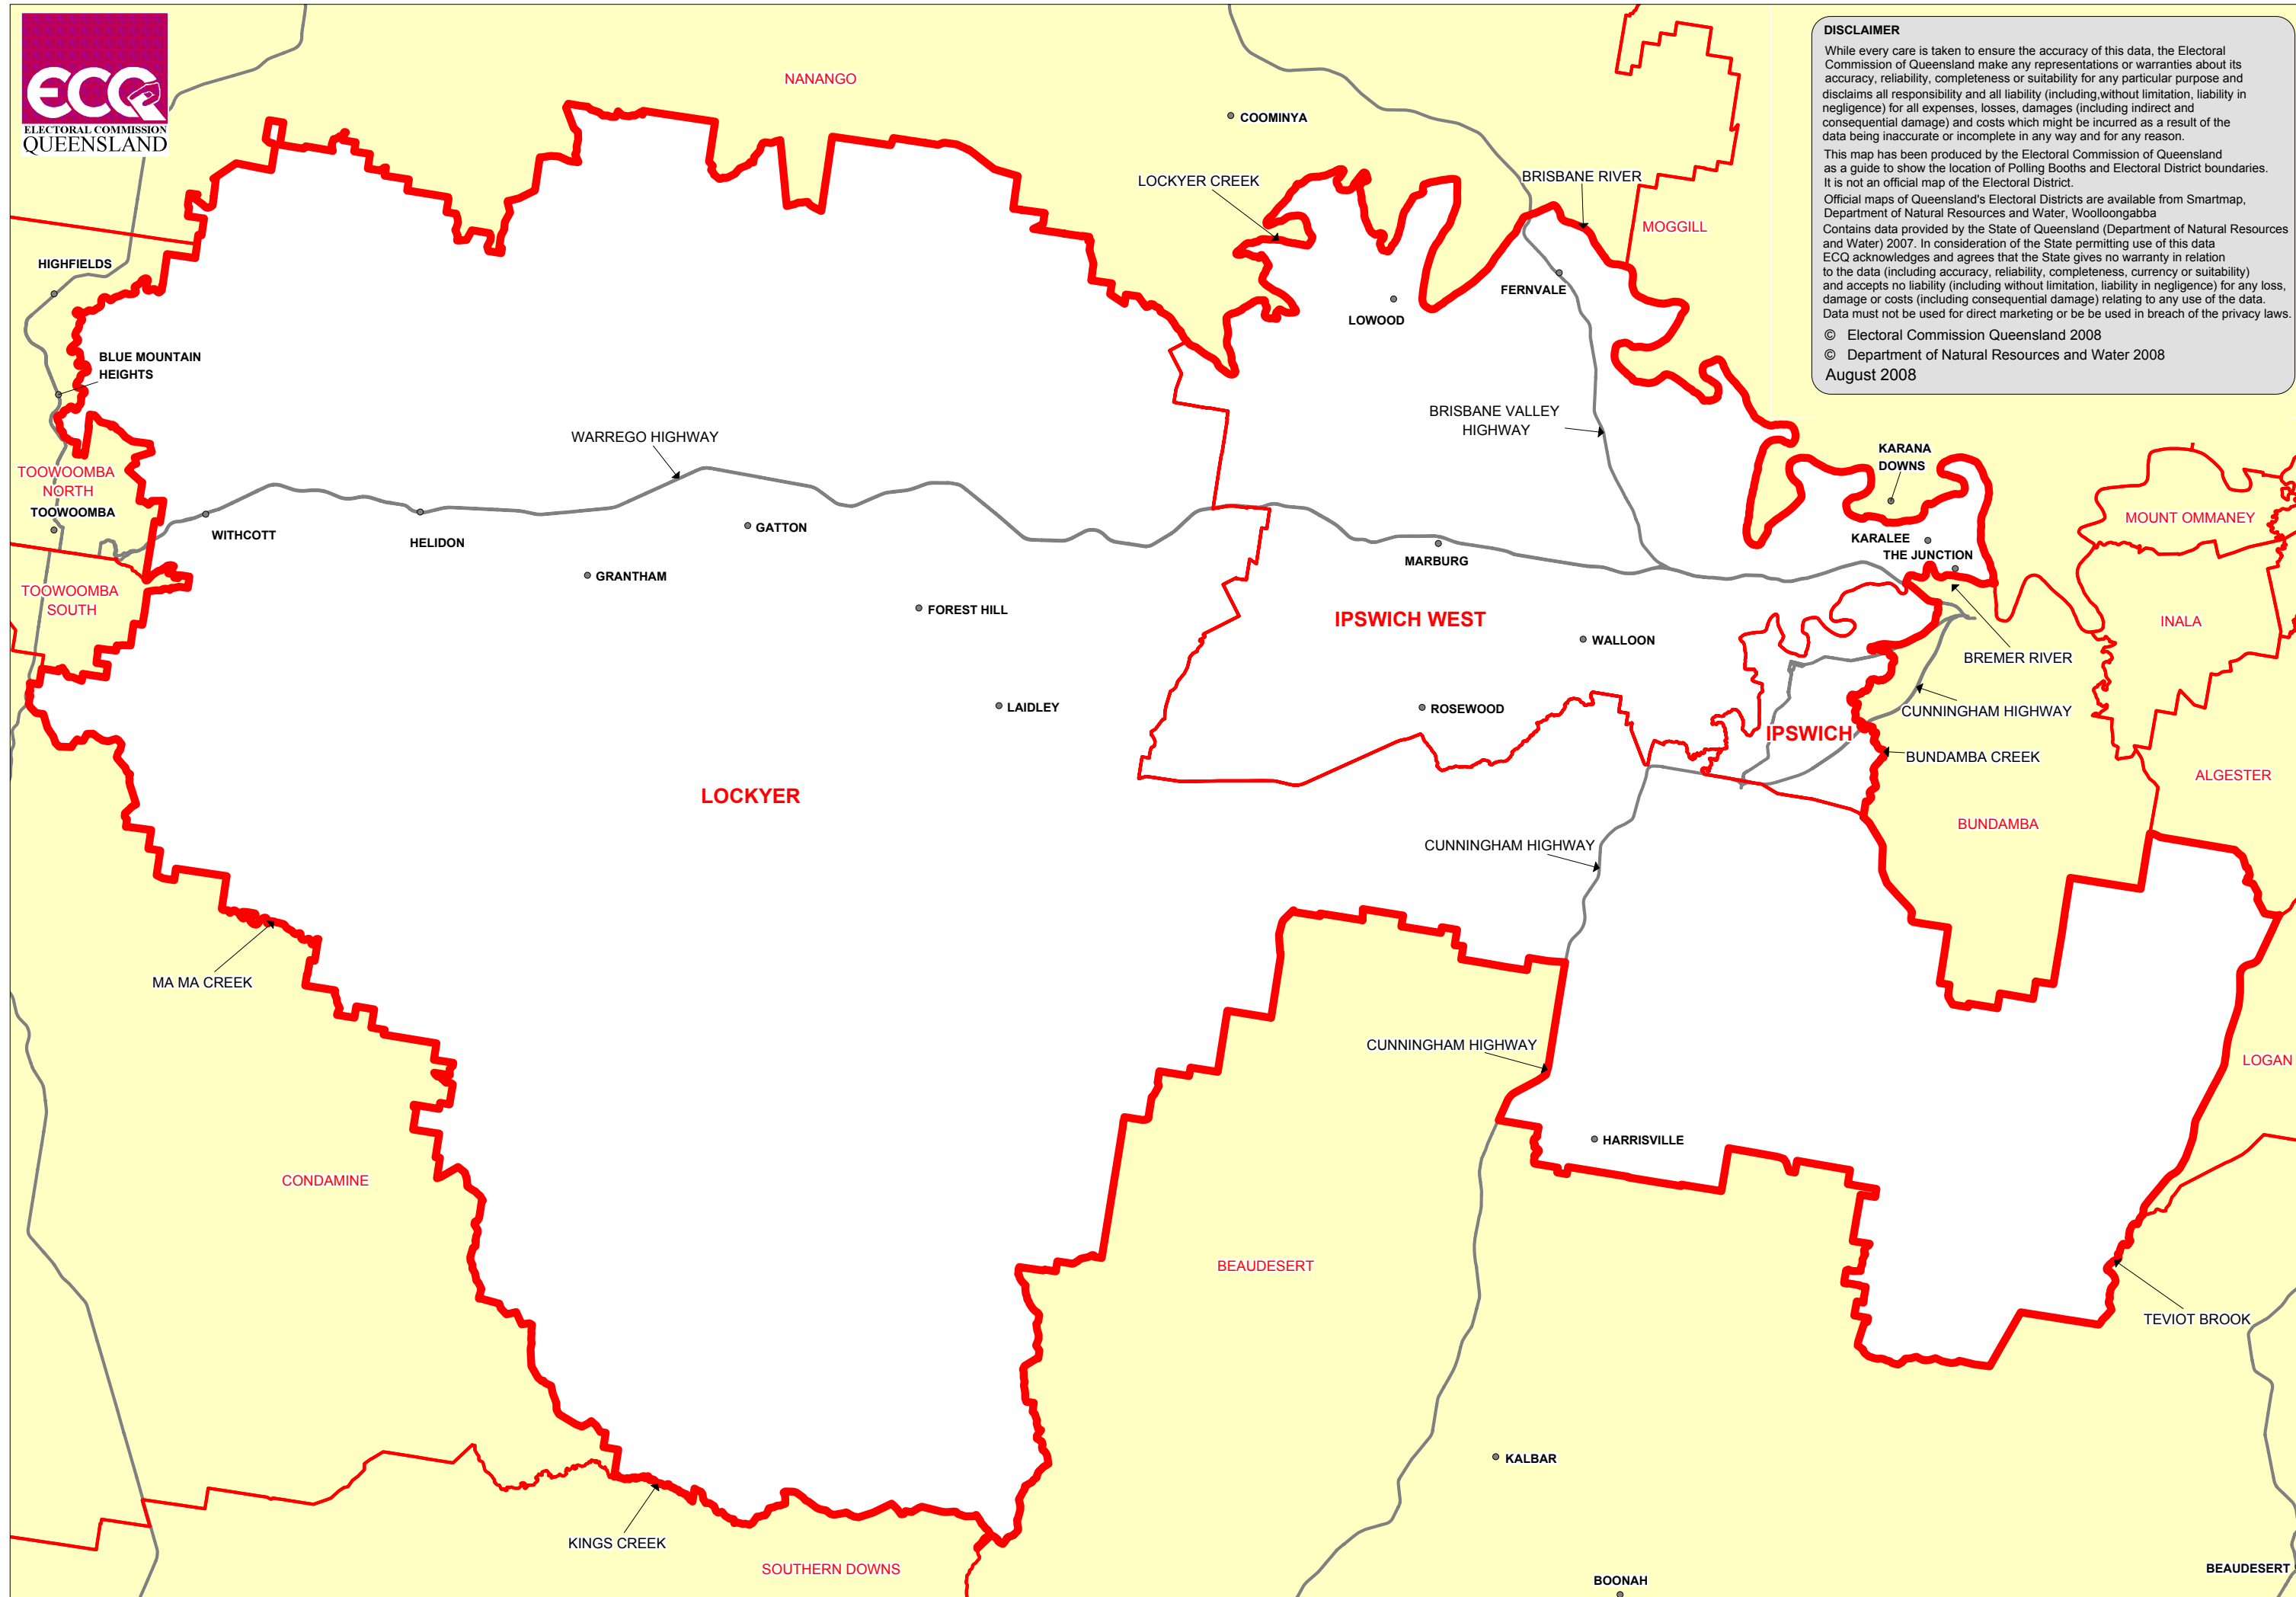 ECQ
ELECTORAL COMMISSION
QUEENSLAND
DISCLAIMER
While every care is taken to ensure the accuracy of this data, the Electoral
Commission of Queensland make any representations or warranties about its
accuracy, reliability, completeness or suitability for any particular purpose and
disclaims all responsibility and all liability (including,without limitation, liability in
negligence) for all expenses, losses, damages (including indirect and
consequential damage) and costs which might be incurred as a result of the
data being inaccurate or incomplete in any way and for any reason.
This map has been produced by the Electoral Commission of Queensland
as a guide to show the location of Polling Booths and Electoral District boundaries.
It is not an official map of the Electoral District.
Official maps of Queensland's Electoral Districts are available from Smartmap,
Department of Natural Resources and Water, Woolloongabba
Contains data provided by the State of Queensland (Department of Natural Resources
and Water) 2007. In consideration of the State permitting use of this data
ECQ acknowledges and agrees that the State gives no warranty in relation
to the data (including accuracy, reliability, completeness, currency or suitability)
and accepts no liability (including without limitation, liability in negligence) for any loss,
damage or costs (including consequential damage) relating to any use of the data.
Data must not be used for direct marketing or be be used in breach of the privacy laws.
© Electoral Commission Queensland 2008
© Department of Natural Resources and Water 2008
August 2008
NANANGO
COOMINYA
LOCKYER CREEK
BRISBANE RIVER
MOGGILL
HIGHFIELDS
FERNVALE
LOWOOD
BLUE MOUNTAIN
HEIGHTS
BRISBANE VALLEY
HIGHWAY
WARREGO HIGHWAY
KARANA
DOWNS
TOOWOOMBA
NORTH
TOOWOOMBA
MOUNT OMMANEY
WITHCOTT
HELIDON
GATTON
KARALEE
THE JUNCTION
MARBURG
GRANTHAM
TOOWOOMBA
SOUTH
FOREST HILL
IPSWICH WEST
INALA
WALLOON
BREMER RIVER
LAIDLEY
ROSEWOOD
CUNNINGHAM HIGHWAY
IPSWICH
BUNDAMBA CREEK
ALGESTER
LOCKYER
BUNDAMBA
CUNNINGHAM HIGHWAY
MA MA CREEK
CUNNINGHAM HIGHWAY
LOGAN
HARRISVILLE
CONDAMINE
BEAUDESERT
TEVIOT BROOK
KALBAR
KINGS CREEK
SOUTHERN DOWNS
BEAUDESERT
BOONAH